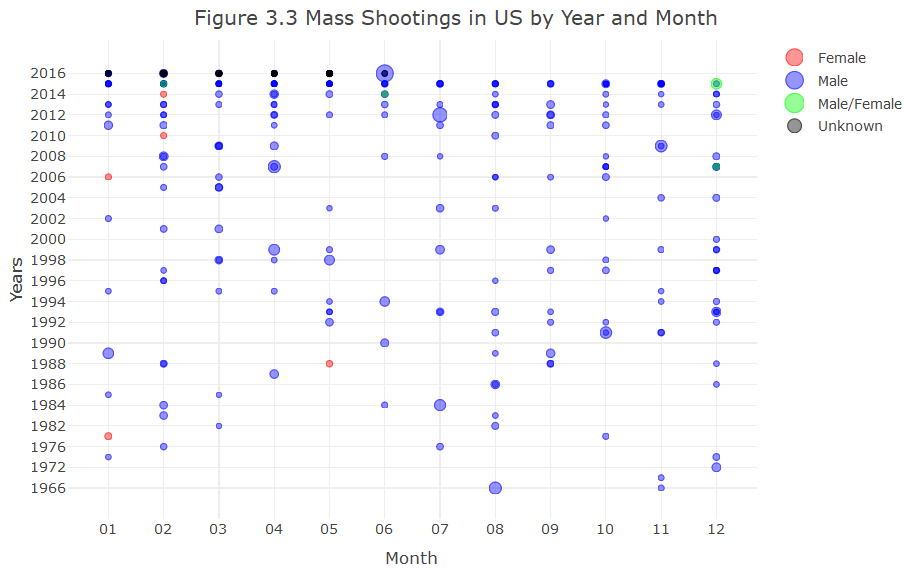 Figure 3.3 Mass Shootings in US by Year and Month
Female
Male
Male/Female
Unknown
Years
2016
2014
2012
2010
2008
2006
2004
2002
2000
1998
1996
1994
1992
1990
1988
1986
1984
1982
1976
1972
1966
01 02 03 04 05 06 07 08 09 10 11 12
Month